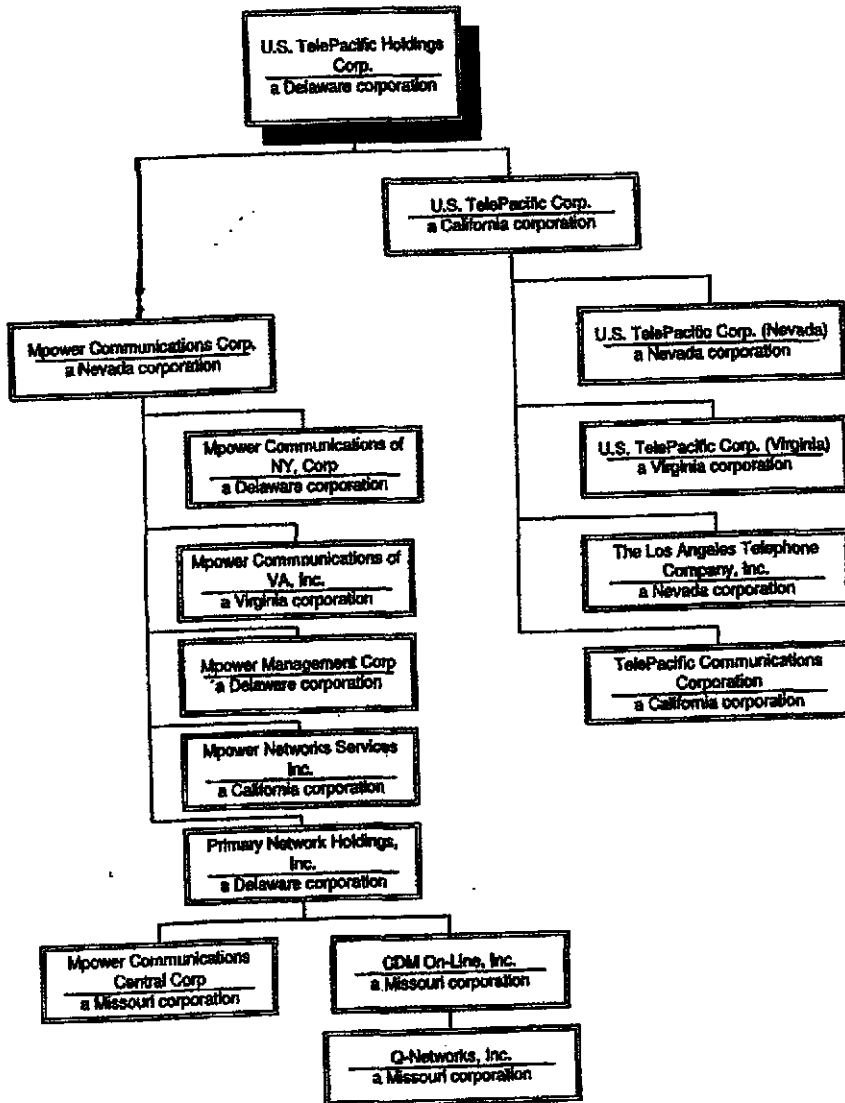 U.S. TelePacific Holdings
Corp.
a Delaware corporation
U.S. TelePacific Corp.
a California corporation
Mpower Communications Corp.
a Nevada corporation
U.S. TelePacific Corp. (Nevada)
a Nevada corporation
Mpower Communications of
NY, Corp
a Delaware corporation
U.S. TelePacific Corp. (Virginia)
a Virginia corporation
Mpower Communications of
VA, Inc.
a Virginia corporation
The Los Angeles Telephone
Company, Inc.
a Nevada corporation
Mpower Management Corp
a Delaware corporation
TelePacific Communications
Corporation
a California corporation
Mpower Networks Services
Inc.
a California corporation
Primary Network Holdings,
Inc.
a Delaware corporation
Mpower Communications
Central Corp
a Missouri corporation
CDM On-Line, Inc.
a Missouri corporation
Q-Networks, Inc.
a Missouri corporation